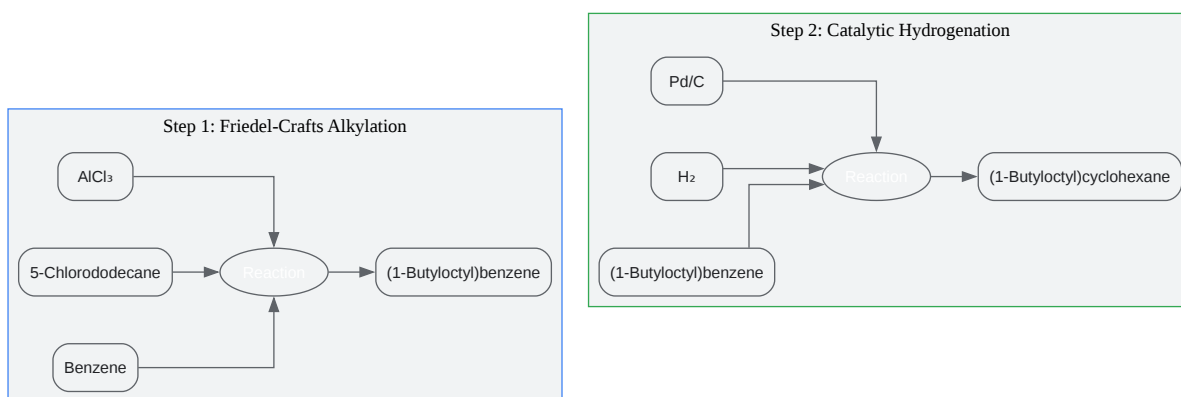 Step 1: Friedel-Crafts Alkylation
AlCl₃
5-Chlorododecane
Reaction
(1-Butyloctyl)benzene
Benzene
Step 2: Catalytic Hydrogenation
Pd/C
H₂
Reaction
(1-Butyloctyl)cyclohexane
(1-Butyloctyl)benzene